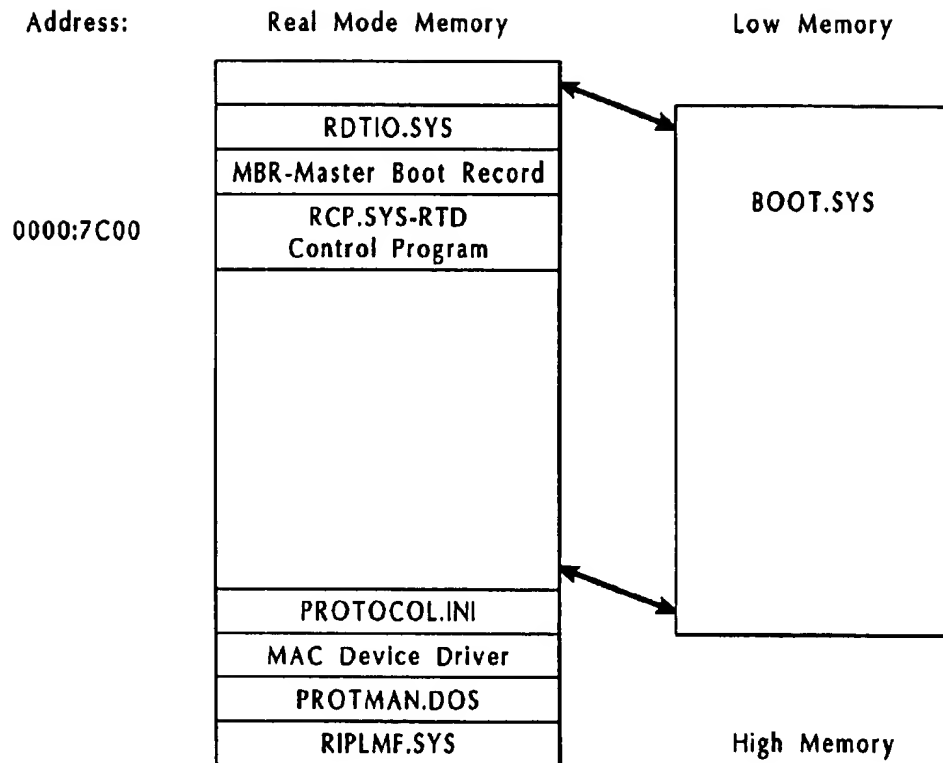 Address: Real Mode Memory Low Memory
RDTIO.SYS
MBR-Master Boot Record
BOOT.SYS
0000:7C00
RCP.SYS-RTD
Control Program
PROTOCOL.INI
MAC Device Driver
PROTMAN.DOS
RIPLMF.SYS
High Memory